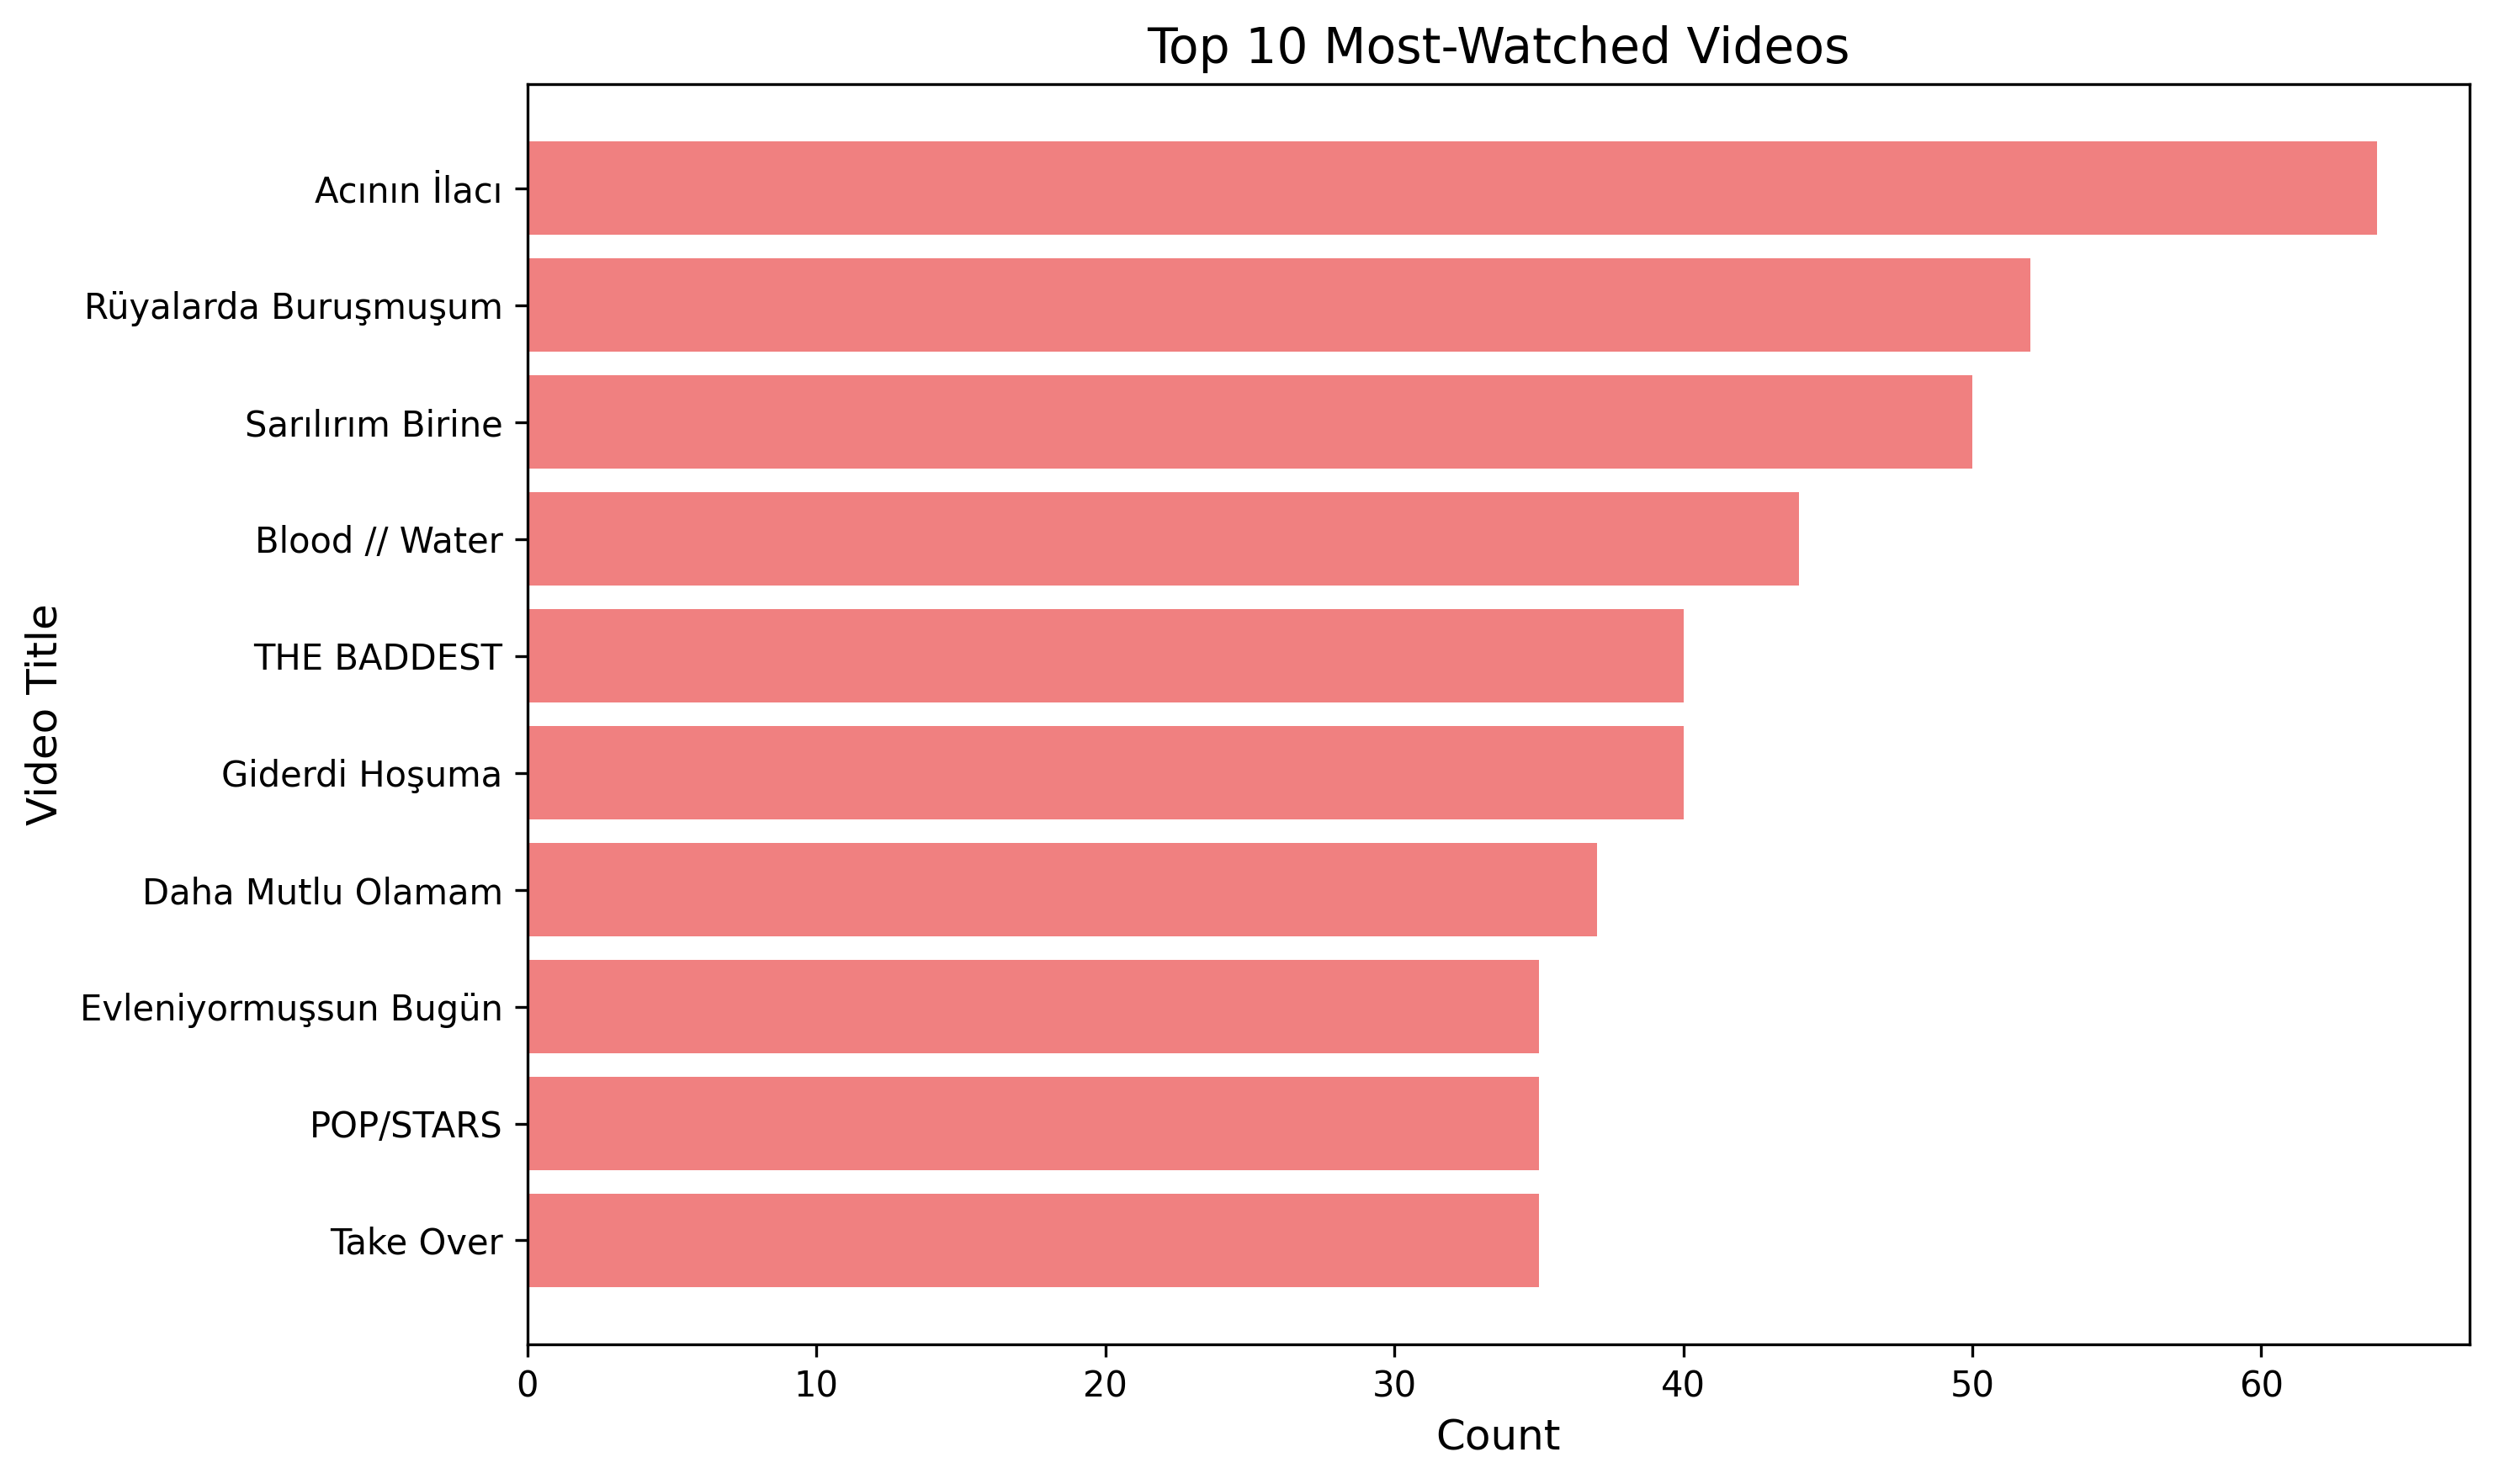 Top 10 Most-Watched Videos
Video Title
Acının İlacı
Rüyalarda Buruşmuşum
Sarılırım Birine
Blood // Water
THE BADDEST
Giderdi Hoşuma
Daha Mutlu Olamam
Evleniyormuşsun Bugün
POP/STARS
Take Over
0 10 20 30 40 50 60
Count